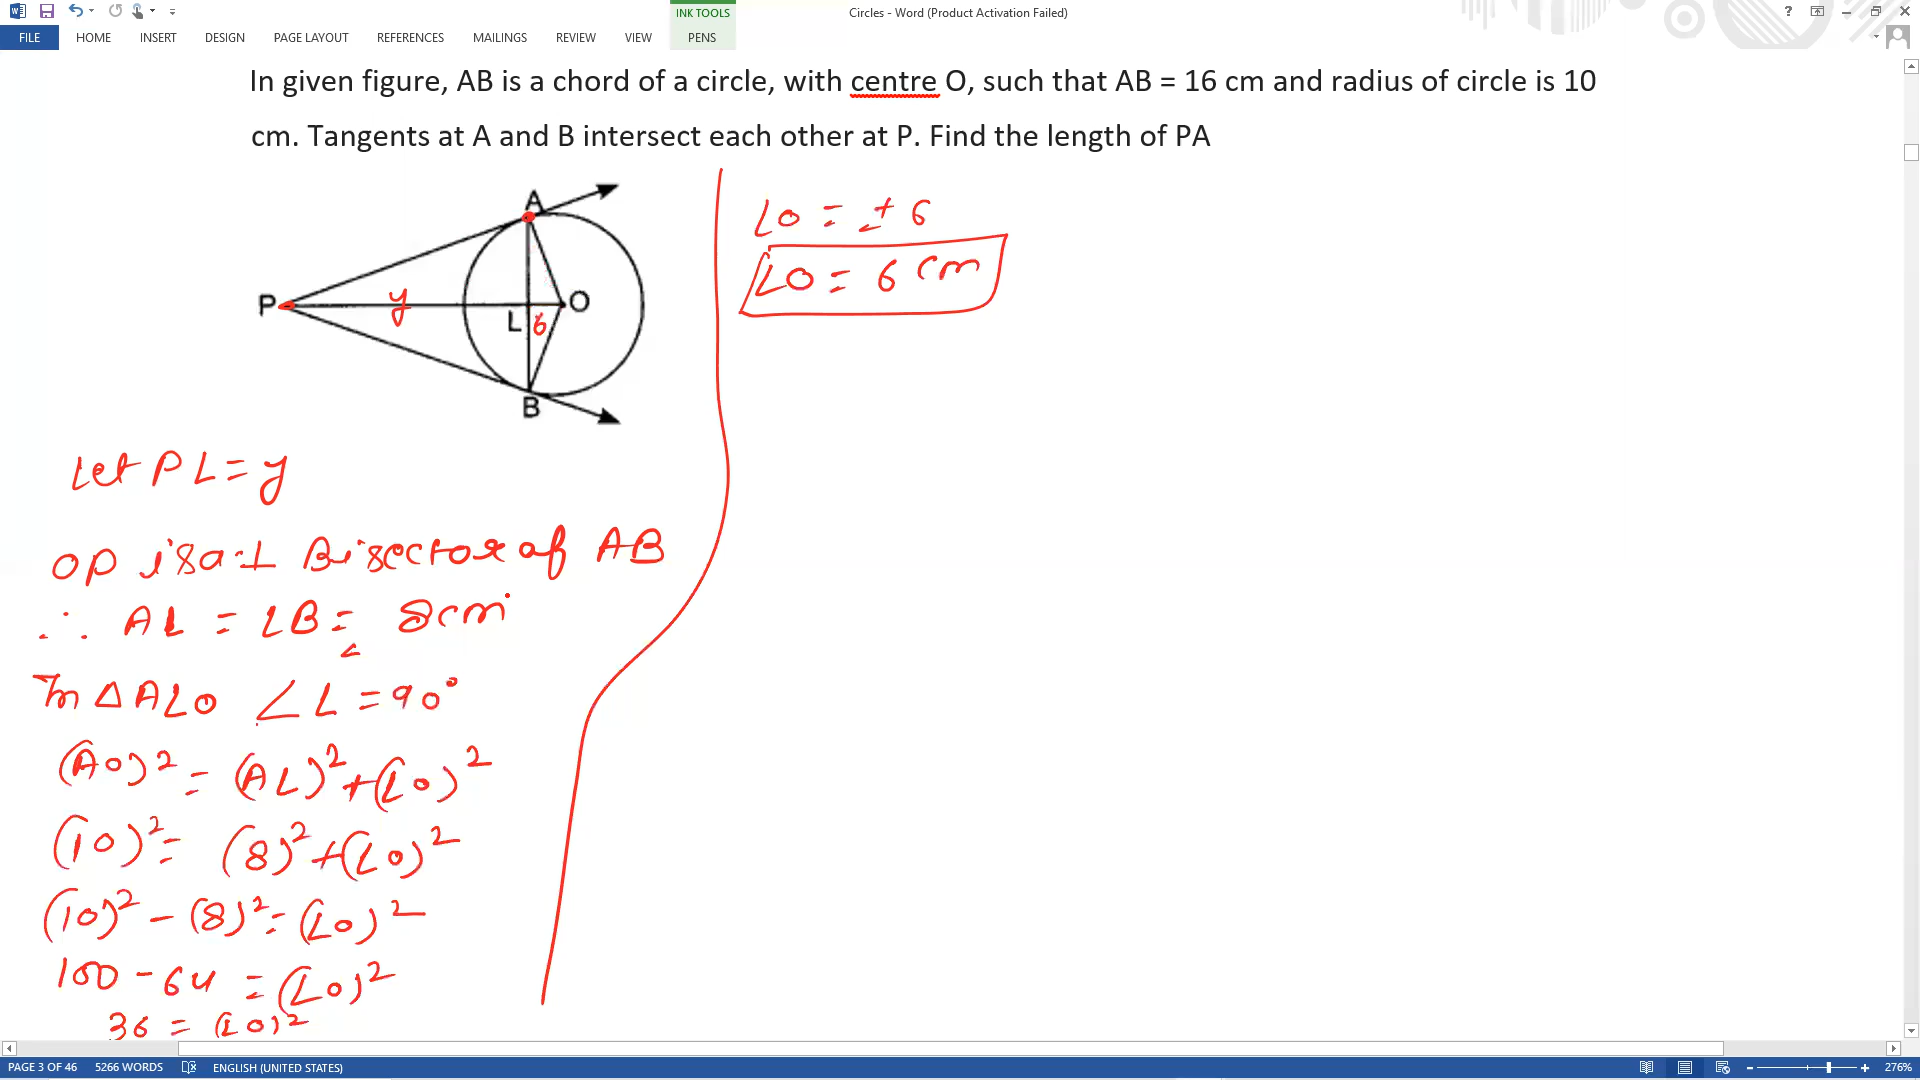 Circles - Word (Product Activation Failed)
INK TOOLS
FILE HOME INSERT DESIGN PAGE LAYOUT REFERENCES MAILINGS REVIEW VIEW PENS
In given figure, AB is a chord of a circle, with centre O, such that AB = 16 cm and radius of circle is 10
cm. Tangents at A and B intersect each other at P. Find the length of PA
A
P y O
L 6
B
Let PL = y
OP is a ⊥ Bisector of AB
∴ AL = LB = 8cm
In △ ALO ∠L = 90°
(AO)² = (AL)² + (LO)²
(10)² = (8)² + (LO)²
(10)² - (8)² = (LO)²
100 - 64 = (LO)²
36 = (LO)²
LO = ± 6
LO = 6 cm
PAGE 3 OF 46 5266 WORDS ENGLISH (UNITED STATES) 276%